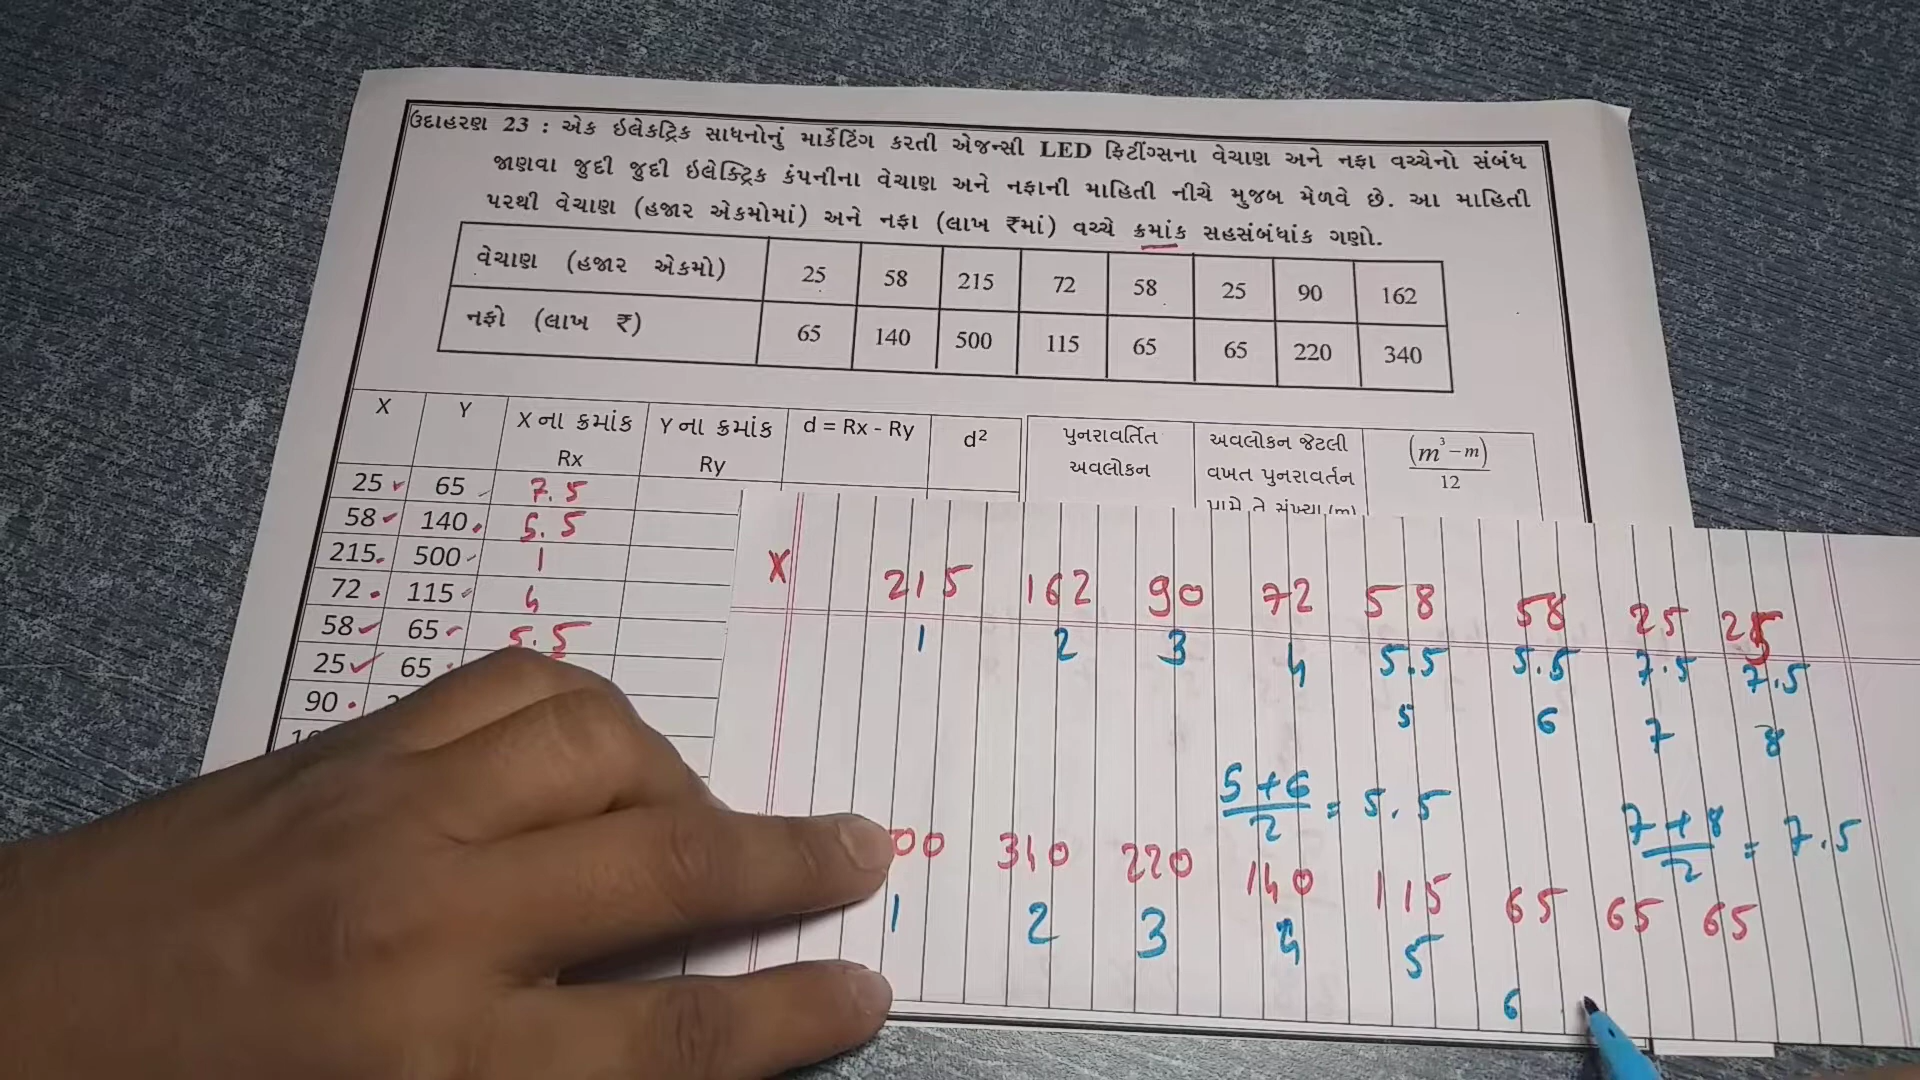 ઉદાહરણ 23 : એક ઇલેક્ટ્રિક સાધનોનું માર્કેટિંગ કરતી એજન્સી LED ફિટીંગ્સના વેચાણ અને નફા વચ્ચેનો સંબંધ
જાણવા જુદી જુદી ઇલેક્ટ્રિક કંપનીના વેચાણ અને નફાની માહિતી નીચે મુજબ મેળવે છે. આ માહિતી
પરથી વેચાણ (હજાર એકમોમાં) અને નફા (લાખ ₹માં) વચ્ચે ક્રમાંક સહસંબંધાંક ગણો.
વેચાણ (હજાર એકમો) 25 58 215 72 58 25 90 162
નફો (લાખ ₹) 65 140 500 115 65 65 220 340
X Y X ના ક્રમાંક Y ના ક્રમાંક d = Rx - Ry d² પુનરાવર્તિત અવલોકન જેટલી (m³ - m)
Rx Ry અવલોકન વખત પુનરાવર્તન 12
પામે તે સંખ્યા (m)
25 65 7.5
58 140 5.5
215 500 1
72 115 4
58 65 5.5
25 65
90
X 215 162 90 72 58 58 25 25
1 2 3 4 5.5 5.5 7.5 7.5
5 6 7 8
5+6/2 = 5.5 7+8/2 = 7.5
00 340 220 140 115 65 65 65
1 2 3 4 5
6